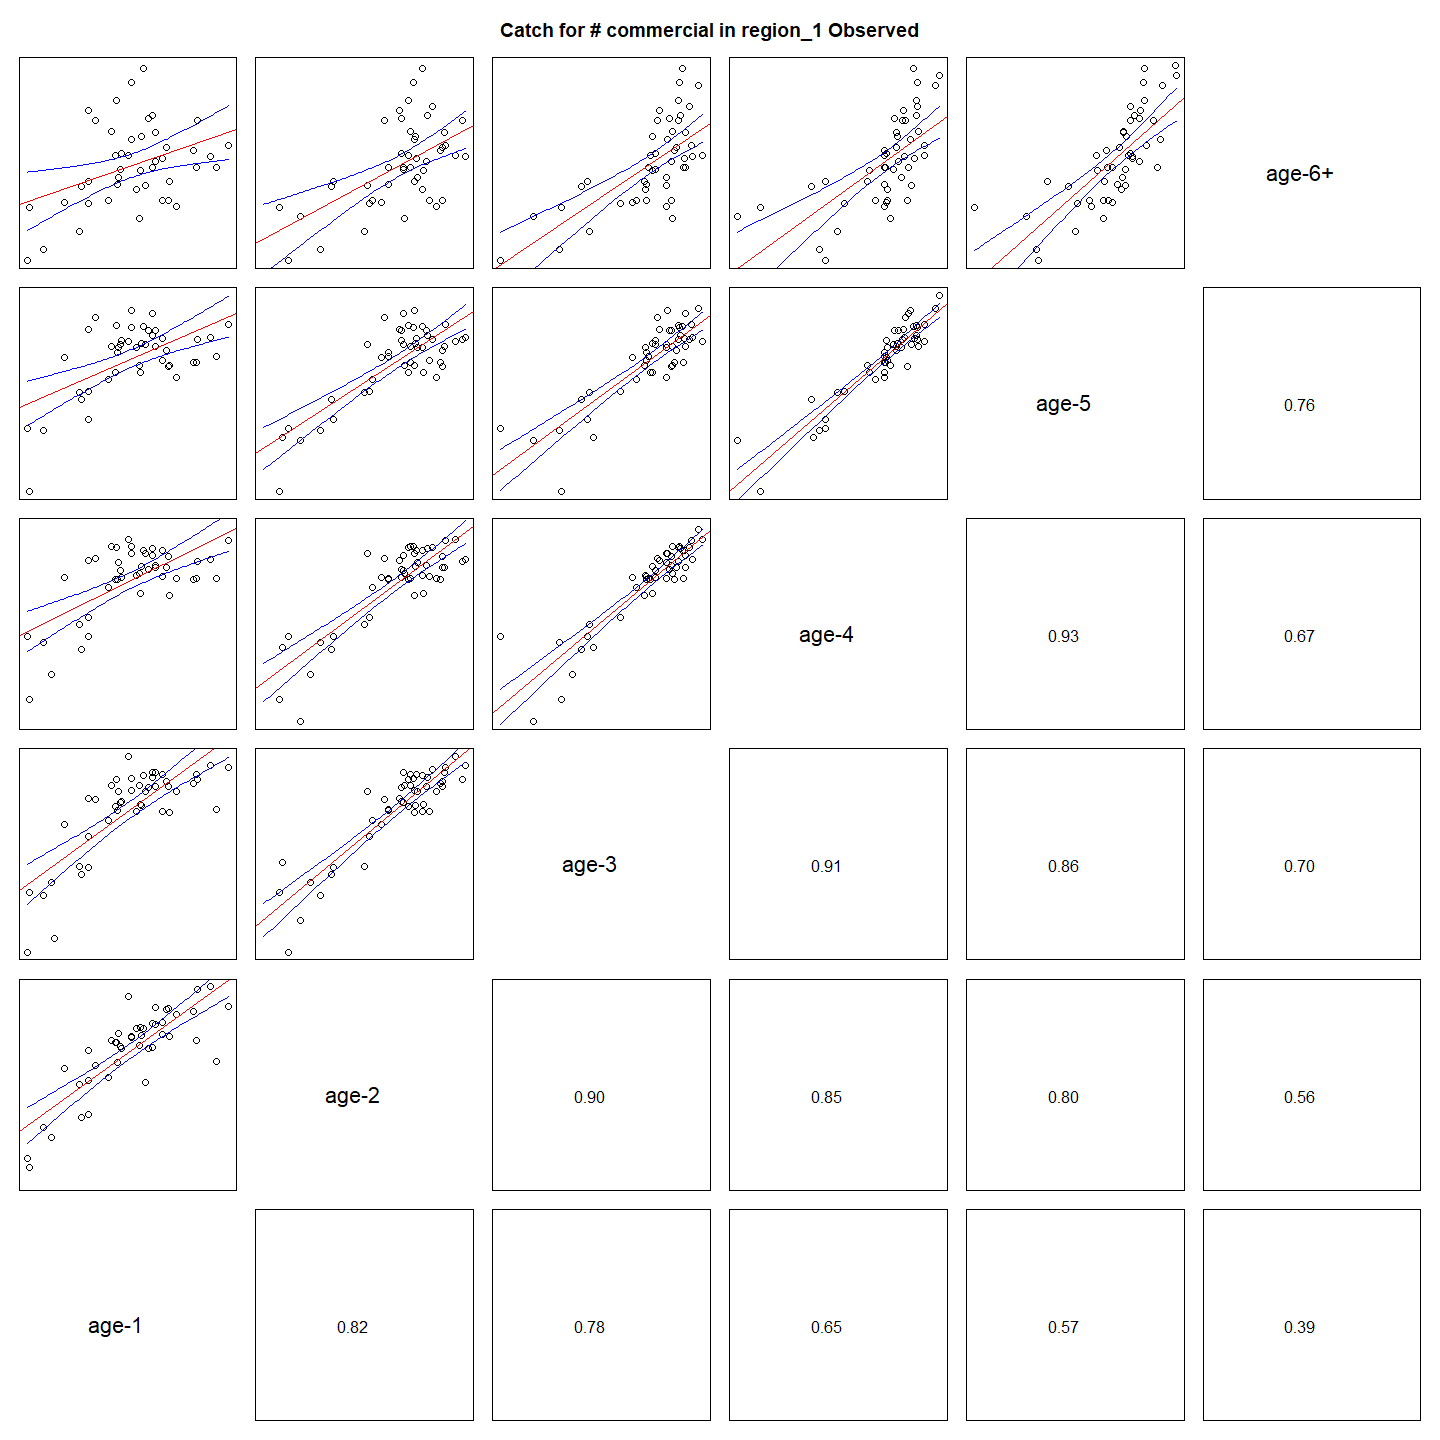 Catch for # commercial in region_1 Observed
age-6+
age-5
0.76
age-4
0.93
0.67
age-3
0.91
0.86
0.70
age-2
0.90
0.85
0.80
0.56
age-1
0.82
0.78
0.65
0.57
0.39